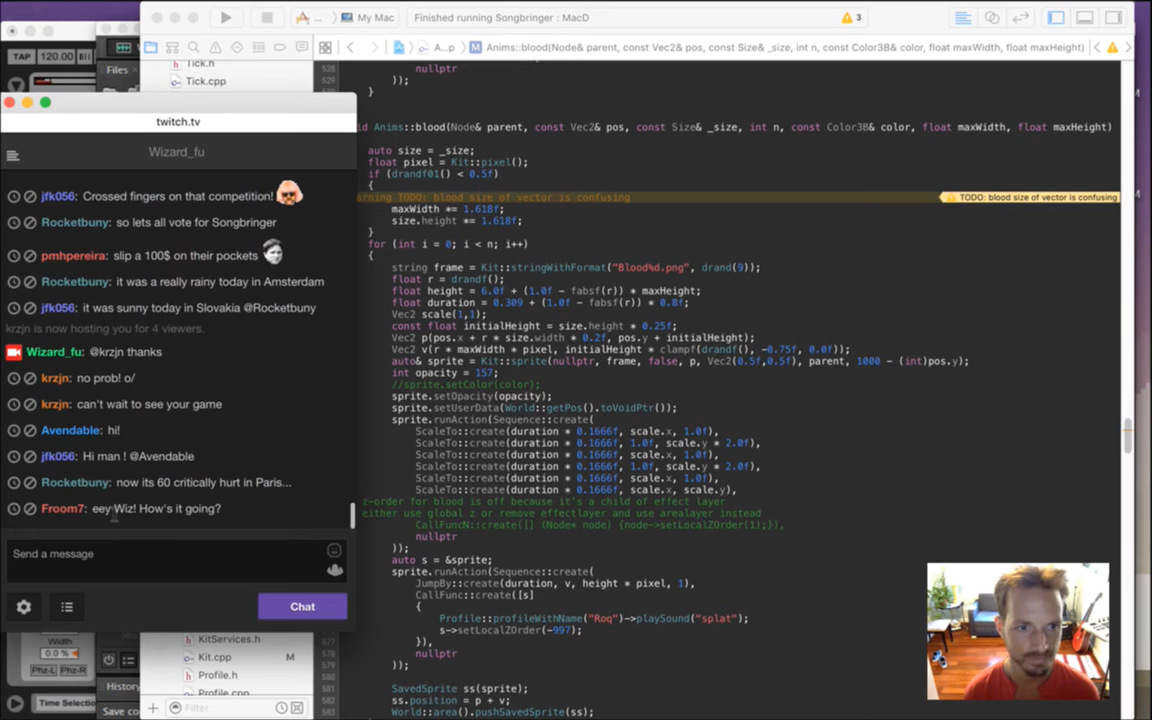 Finished running Songbringer : MacD
3
My Mac
TAP 120.00
Files
A...p
Anims::blood(Node& parent, const Vec2& pos, const Size& _size, int n, const Color3B& color, float maxWidth, float maxHeight)
Tick.h
Tick.cpp
528
529
nullptr
));
}
twitch.tv
Wizard_fu
jfk056: Crossed fingers on that competition!
Rocketbuny: so lets all vote for Songbringer
pmhpereira: slip a 100$ on their pockets
Rocketbuny: it was a really rainy today in Amsterdam
jfk056: it was sunny today in Slovakia @Rocketbuny
krzjn is now hosting you for 4 viewers.
Wizard_fu: @krzjn thanks
krzjn: no prob! o/
krzjn: can't wait to see your game
Avendable: hi!
jfk056: Hi man ! @Avendable
Rocketbuny: now its 60 critically hurt in Paris...
Froom7: eey Wiz! How's it going?
Send a message
Chat
id Anims::blood(Node& parent, const Vec2& pos, const Size& _size, int n, const Color3B& color, float maxWidth, float maxHeight)
auto size = _size;
float pixel = Kit::pixel();
if (drandf01() < 0.5f)
{
arning TODO: blood size of vector is confusing
TODO: blood size of vector is confusing
maxWidth *= 1.618f;
size.height *= 1.618f;
}
for (int i = 0; i < n; i++)
{
string frame = Kit::stringWithFormat("Blood%d.png", drand(9));
float r = drandf();
float height = 6.0f + (1.0f - fabsf(r)) * maxHeight;
float duration = 0.309 + (1.0f - fabsf(r)) * 0.8f;
Vec2 scale(1,1);
const float initialHeight = size.height * 0.25f;
Vec2 p(pos.x + r * size.width * 0.2f, pos.y + initialHeight);
Vec2 v(r * maxWidth * pixel, initialHeight * clampf(drandf(), -0.75f, 0.0f));
auto& sprite = Kit::sprite(nullptr, frame, false, p, Vec2(0.5f,0.5f), parent, 1000 - (int)pos.y);
int opacity = 157;
//sprite.setColor(color);
sprite.setOpacity(opacity);
sprite.setUserData(World::getPos().toVoidPtr());
sprite.runAction(Sequence::create(
ScaleTo::create(duration * 0.1666f, scale.x, 1.0f),
ScaleTo::create(duration * 0.1666f, 1.0f, scale.y * 2.0f),
ScaleTo::create(duration * 0.1666f, scale.x, 1.0f),
ScaleTo::create(duration * 0.1666f, 1.0f, scale.y * 2.0f),
ScaleTo::create(duration * 0.1666f, scale.x, 1.0f),
ScaleTo::create(duration * 0.1666f, scale.x, scale.y),
z-order for blood is off because it's a child of effect layer
either use global z or remove effectlayer and use arealayer instead
CallFuncN::create([] (Node* node) {node->setLocalZOrder(1);}),
nullptr
));
auto s = &sprite;
sprite.runAction(Sequence::create(
JumpBy::create(duration, v, height * pixel, 1),
CallFunc::create([s]
{
Profile::profileWithName("Roq")->playSound("splat");
s->setLocalZOrder(-997);
}),
nullptr
));
SavedSprite ss(sprite);
ss.position = p + v;
World::area().pushSavedSprite(ss);
577
578
579
580
581
582
583
KitServices.h
Kit.cpp
M
Profile.h
Profile.cpp
Filter
Width
0.0 %
Phz-L
Phz-R
History
Time Selection
Save co